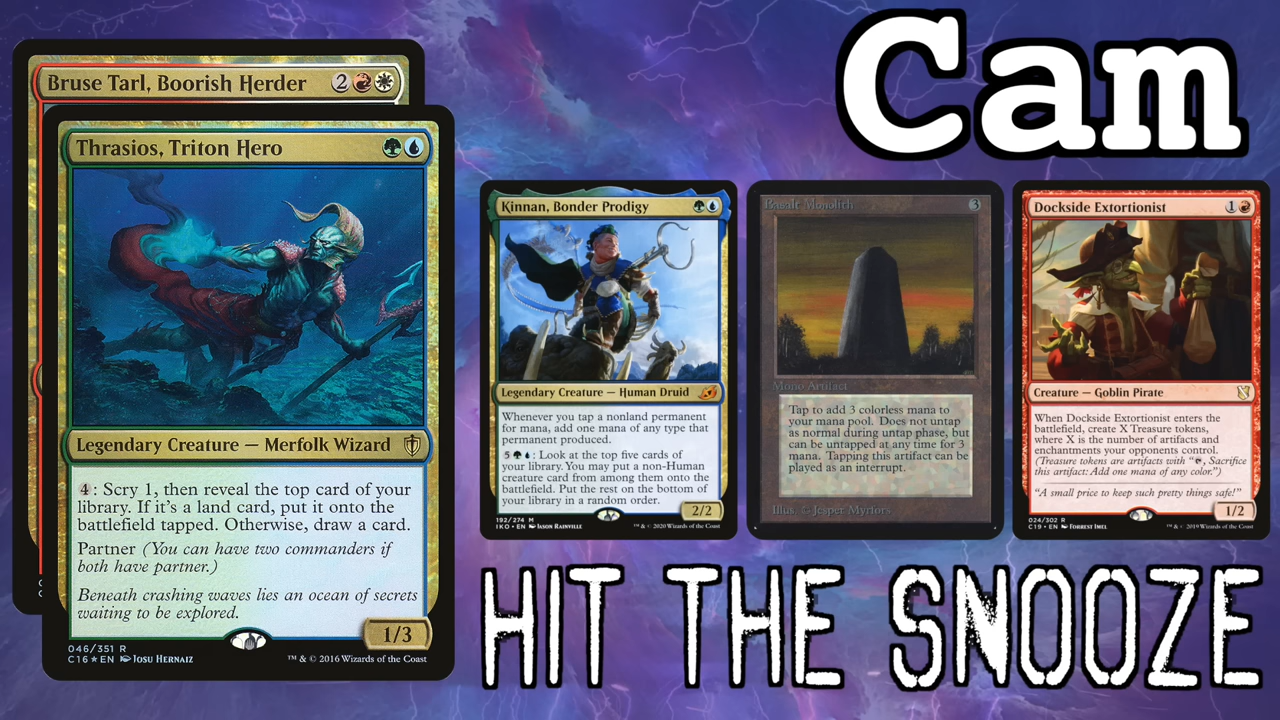 Cam
Bruse Tarl, Boorish Herder 2
Thrasios, Triton Hero
Legendary Creature — Merfolk Wizard
4: Scry 1, then reveal the top card of your
library. If it's a land card, put it onto the
battlefield tapped. Otherwise, draw a card.
Partner (You can have two commanders if
both have partner.)
Beneath crashing waves lies an ocean of secrets
waiting to be explored.
1/3
046/351 R
C16 ★ EN Josu Hernaiz
™ & © 2016 Wizards of the Coast
Kinnan, Bonder Prodigy
Legendary Creature — Human Druid
Whenever you tap a nonland permanent
for mana, add one mana of any type that
permanent produced.
5: Look at the top five cards of
your library. You may put a non-Human
creature card from among them onto the
battlefield. Put the rest on the bottom of
your library in a random order.
2/2
192/274 M
IKO • EN Jason Rainville
™ & © 2020 Wizards of the Coast
Basalt Monolith 3
Mono Artifact
Tap to add 3 colorless mana to
your mana pool. Does not untap
as normal during untap phase, but
can be untapped at any time for 3
mana. Tapping this artifact can be
played as an interrupt.
Illus. © Jesper Myrfors
Dockside Extortionist 1
Creature — Goblin Pirate
When Dockside Extortionist enters the
battlefield, create X Treasure tokens,
where X is the number of artifacts and
enchantments your opponents control.
(Treasure tokens are artifacts with ", Sacrifice
this artifact: Add one mana of any color.")
"A small price to keep such pretty things safe!"
1/2
024/302 R
C19 • EN Forrest Imel
™ & © 2019 Wizards of the Coast
HIT THE SNOOZE